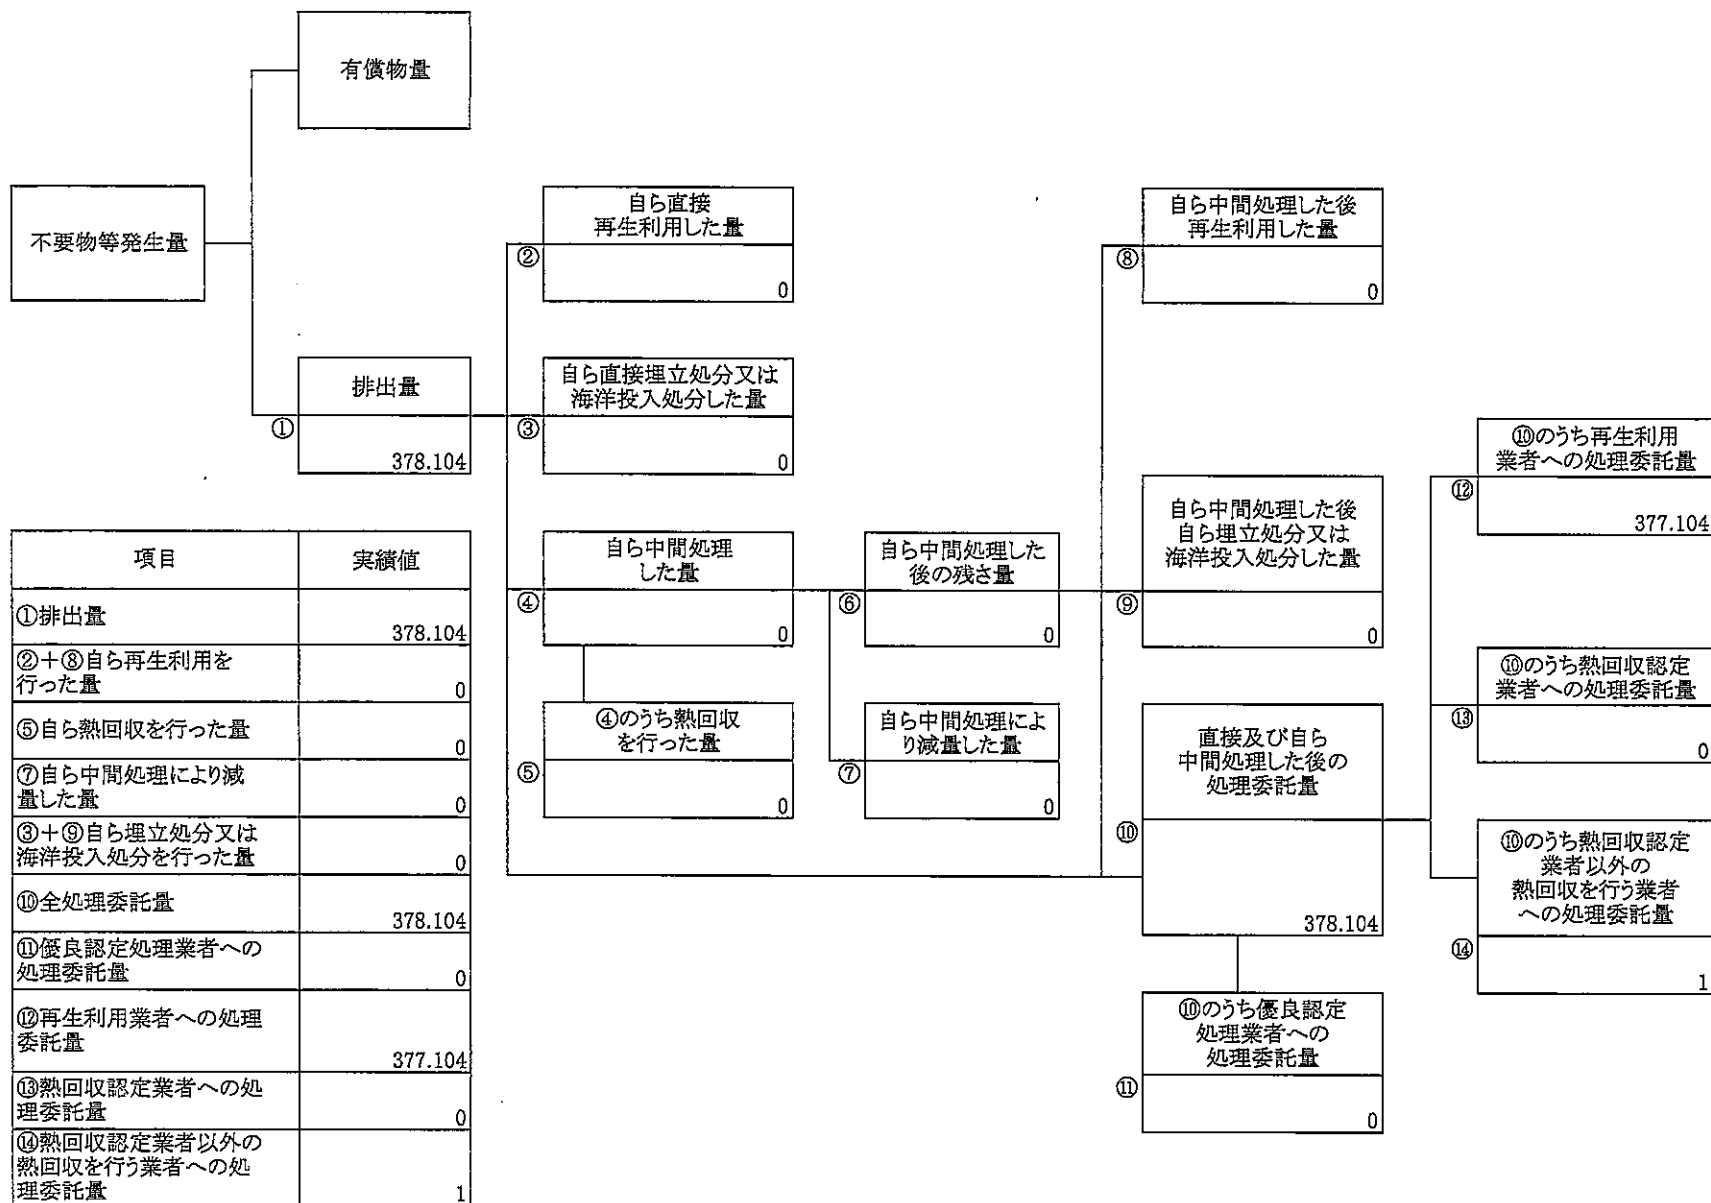 有償物量
不要物等発生量
排出量
①
378.104
自ら直接
再生利用した量
②
0
自ら直接埋立処分又は
海洋投入処分した量
③
0
自ら中間処理
した量
④
0
④のうち熱回収
を行った量
⑤
0
自ら中間処理した
後の残さ量
⑥
0
自ら中間処理によ
り減量した量
⑦
0
自ら中間処理した後
再生利用した量
⑧
0
自ら中間処理した後
自ら埋立処分又は
海洋投入処分した量
⑨
0
直接及び自ら
中間処理した後の
処理委託量
⑩
378.104
⑩のうち優良認定
処理業者への
処理委託量
⑪
0
⑩のうち再生利用
業者への処理委託量
⑫
377.104
⑩のうち熱回収認定
業者への処理委託量
⑬
0
⑩のうち熱回収認定
業者以外の
熱回収を行う業者
への処理委託量
⑭
1
項目 実績値
①排出量
378.104
②+⑧自ら再生利用を
行った量
0
⑤自ら熱回収を行った量
0
⑦自ら中間処理により減
量した量
0
③+⑨自ら埋立処分又は
海洋投入処分を行った量
0
⑩全処理委託量
378.104
⑪優良認定処理業者への
処理委託量
0
⑫再生利用業者への処理
委託量
377.104
⑬熱回収認定業者への処
理委託量
0
⑭熱回収認定業者以外の
熱回収を行う業者への処
理委託量
1